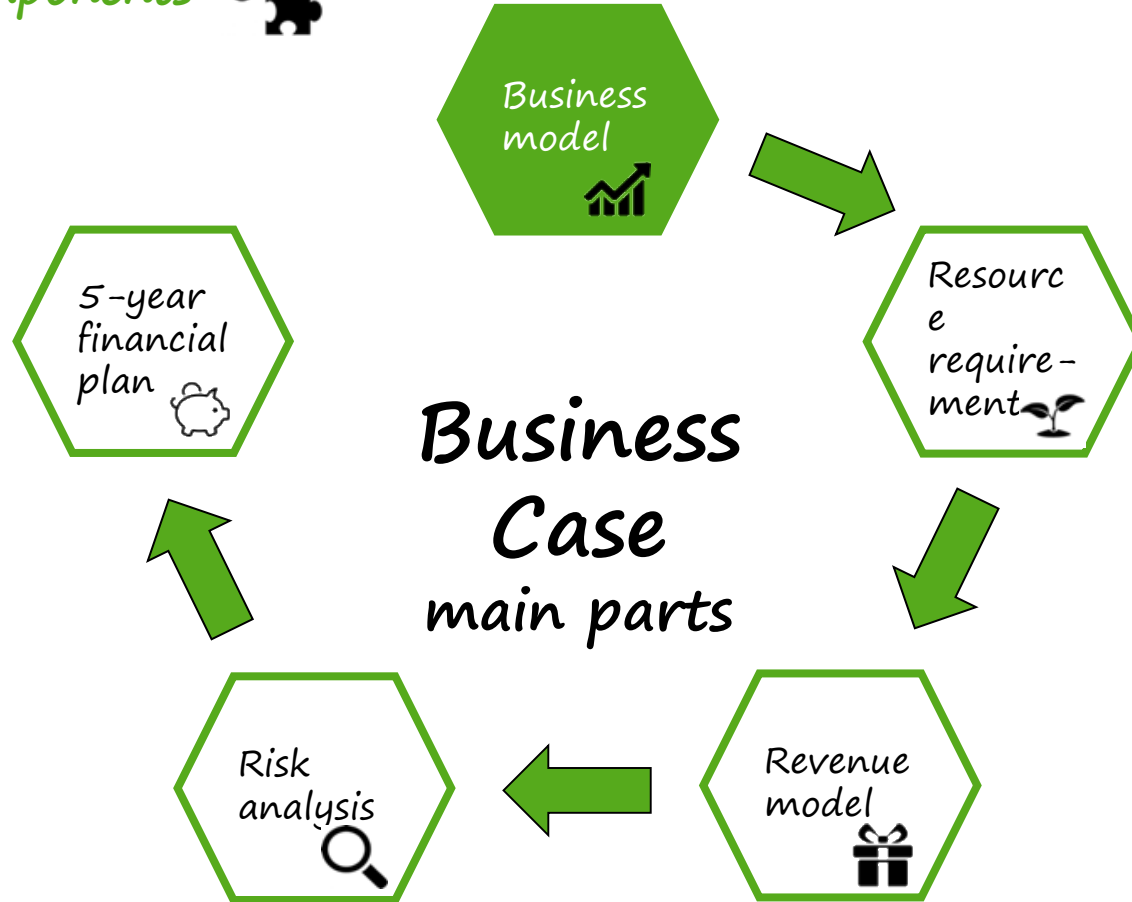 Business
model
Resourc
e
require-
ment
Revenue
model
Risk
analysis
5-year
financial
plan
Business
Case
main parts